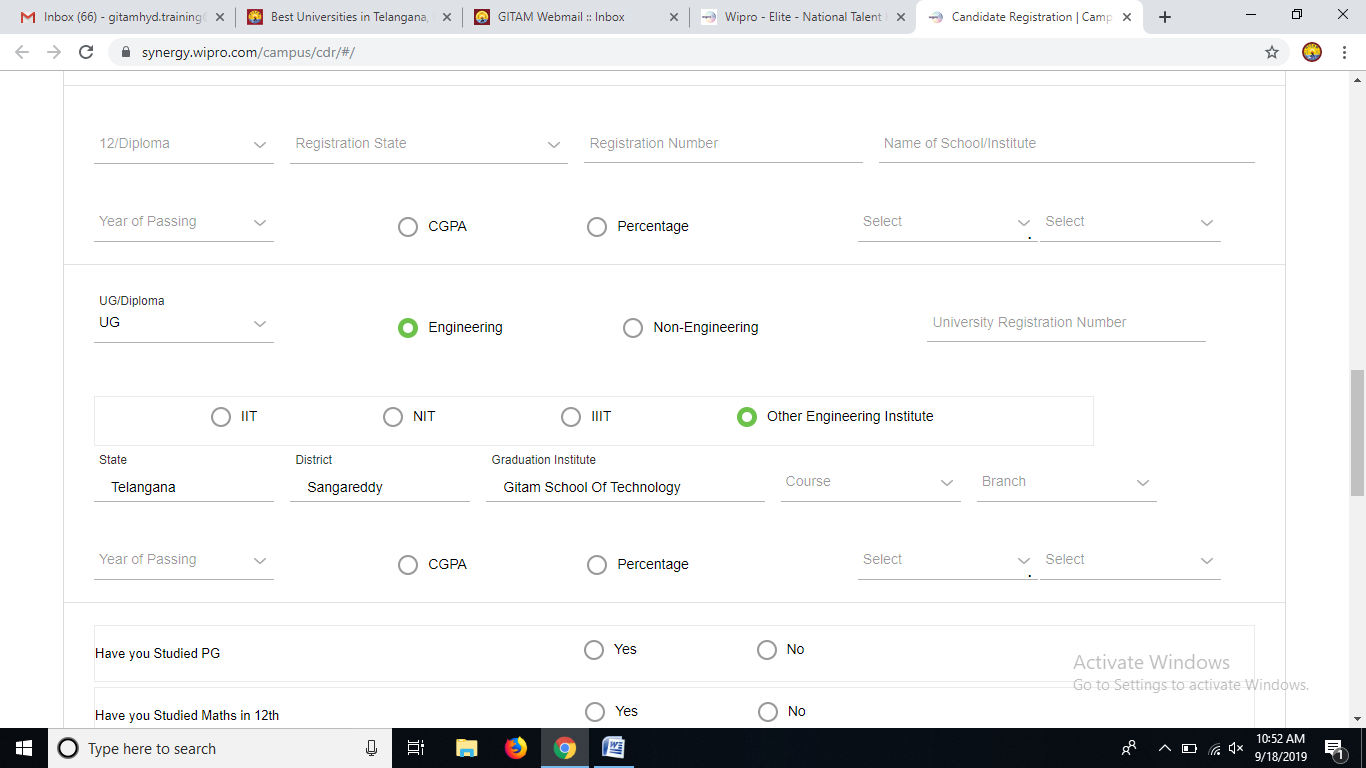 Inbox (66) - gitamhyd.training
Best Universities in Telangana,
GITAM Webmail :: Inbox
Wipro - Elite - National Talent
Candidate Registration | Camp
synergy.wipro.com/campus/cdr/#/
12/Diploma
Registration State
Registration Number
Name of School/Institute
Year of Passing
CGPA
Percentage
Select
Select
UG/Diploma
UG
Engineering
Non-Engineering
University Registration Number
IIT
NIT
IIIT
Other Engineering Institute
State
District
Graduation Institute
Telangana
Sangareddy
Gitam School Of Technology
Course
Branch
Year of Passing
CGPA
Percentage
Select
Select
Have you Studied PG
Yes
No
Activate Windows
Go to Settings to activate Windows.
Have you Studied Maths in 12th
Yes
No
Type here to search
10:52 AM
9/18/2019
1